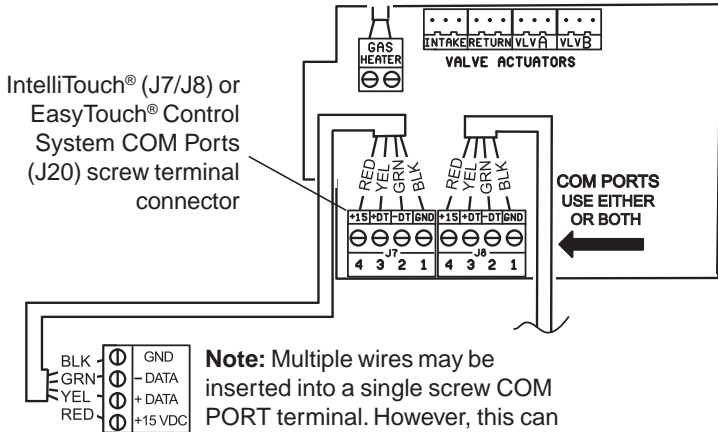 INTAKE RETURN VLV A VLV B
VALVE ACTUATORS
GAS
HEATER
IntelliTouch® (J7/J8) or
EasyTouch® Control
System COM Ports
(J20) screw terminal
connector
RED YEL GRN BLK
RED YEL GRN BLK
COM PORTS
USE EITHER
OR BOTH
+15 +DT -DT GND
+15 +DT -DT GND
J7
J8
4 3 2 1
4 3 2 1
BLK GND
GRN – DATA
YEL + DATA
RED +15 VDC
Note: Multiple wires may be
inserted into a single screw COM
PORT terminal. However, this can